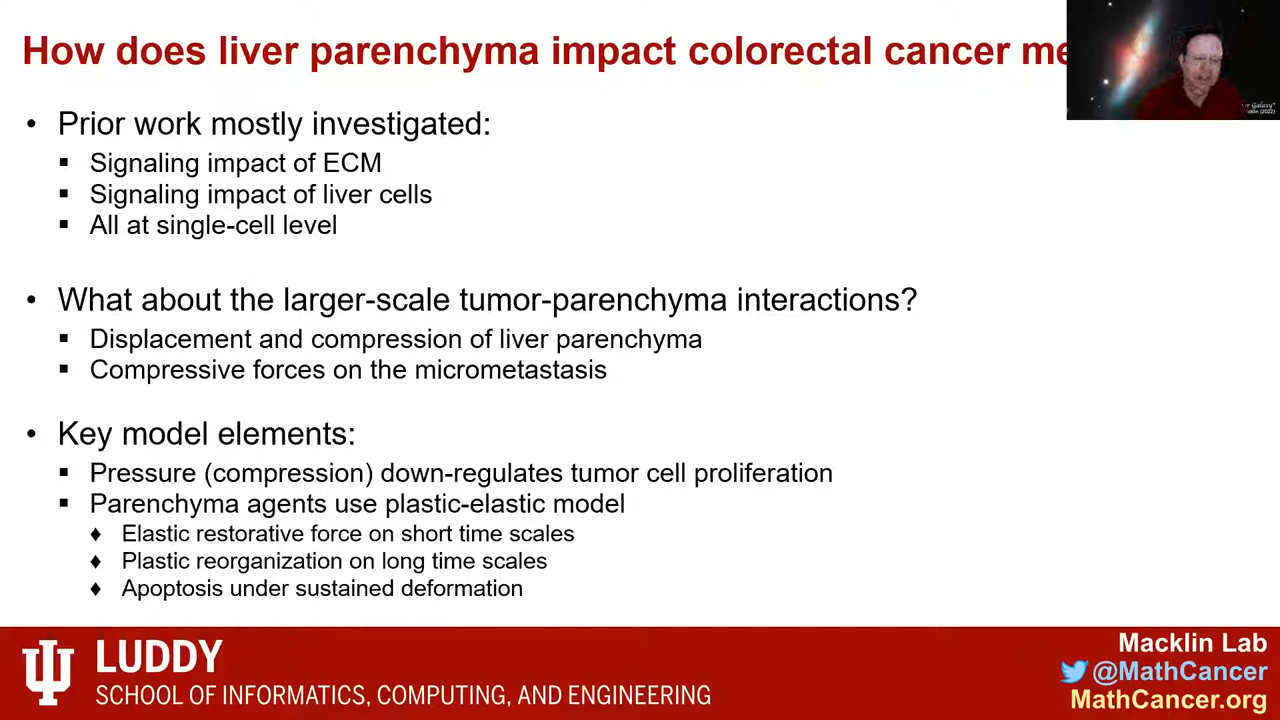 How does liver parenchyma impact colorectal cancer
• Prior work mostly investigated:
▪ Signaling impact of ECM
▪ Signaling impact of liver cells
▪ All at single-cell level
• What about the larger-scale tumor-parenchyma interactions?
▪ Displacement and compression of liver parenchyma
▪ Compressive forces on the micrometastasis
• Key model elements:
▪ Pressure (compression) down-regulates tumor cell proliferation
▪ Parenchyma agents use plastic-elastic model
♦ Elastic restorative force on short time scales
♦ Plastic reorganization on long time scales
♦ Apoptosis under sustained deformation
Galaxy"
(2022)
LUDDY
SCHOOL OF INFORMATICS, COMPUTING, AND ENGINEERING
Macklin Lab
@MathCancer
MathCancer.org